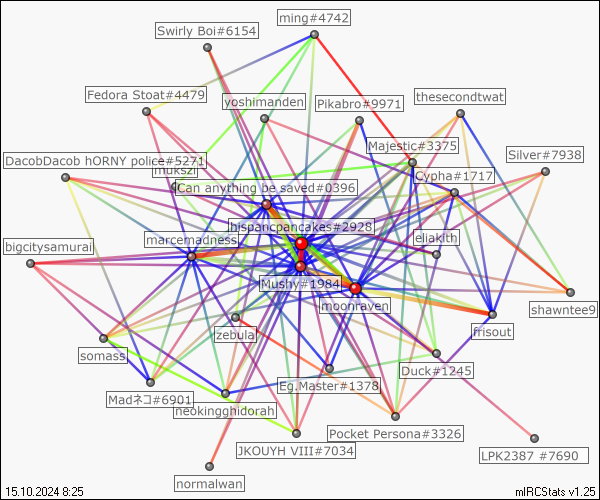 ming#4742
Swirly Boi#6154
Fedora Stoat#4479
yoshimanden
Pikabro#9971
thesecondtwat
Majestic#3375
DacobDacob hORNY police#5271
Silver#7938
mukszi
Cypha#1717
Can anything be saved#0396
hispancpancakes#2928
marcemadness
eliakith
bigcitysamurai
Mushy#1984
moonraven
shawntee9
zebula
frisout
somass
Duck#1245
Eg.Master#1378
Madネコ#6901
neokingghidorah
Pocket Persona#3326
JKOUYH VIII#7034
LPK2387 #7690
normalwan
15.10.2024 8:25
mIRCStats v1.25